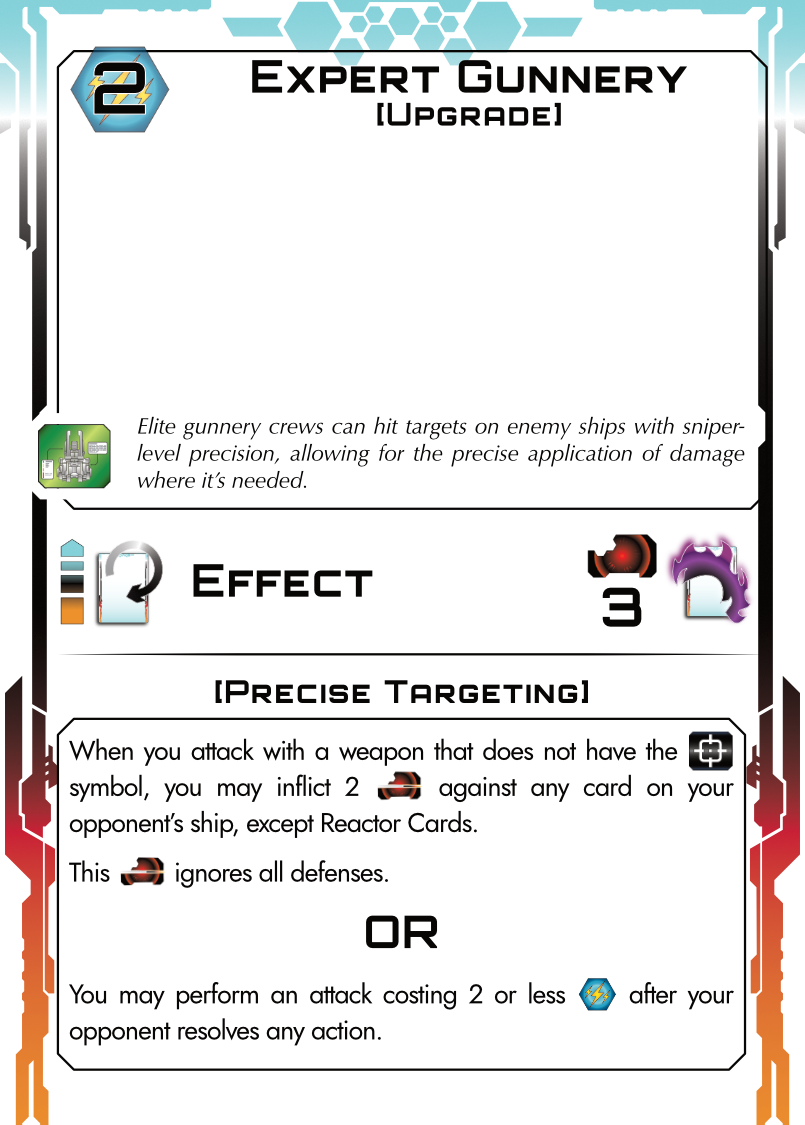 2
EXPERT GUNNERY
[UPGRADE]
Elite gunnery crews can hit targets on enemy ships with sniper-
level precision, allowing for the precise application of damage
where it's needed.
EFFECT
3
[PRECISE TARGETING]
When you attack with a weapon that does not have the
symbol, you may inflict 2 against any card on your
opponent's ship, except Reactor Cards.
This ignores all defenses.
OR
You may perform an attack costing 2 or less after your
opponent resolves any action.